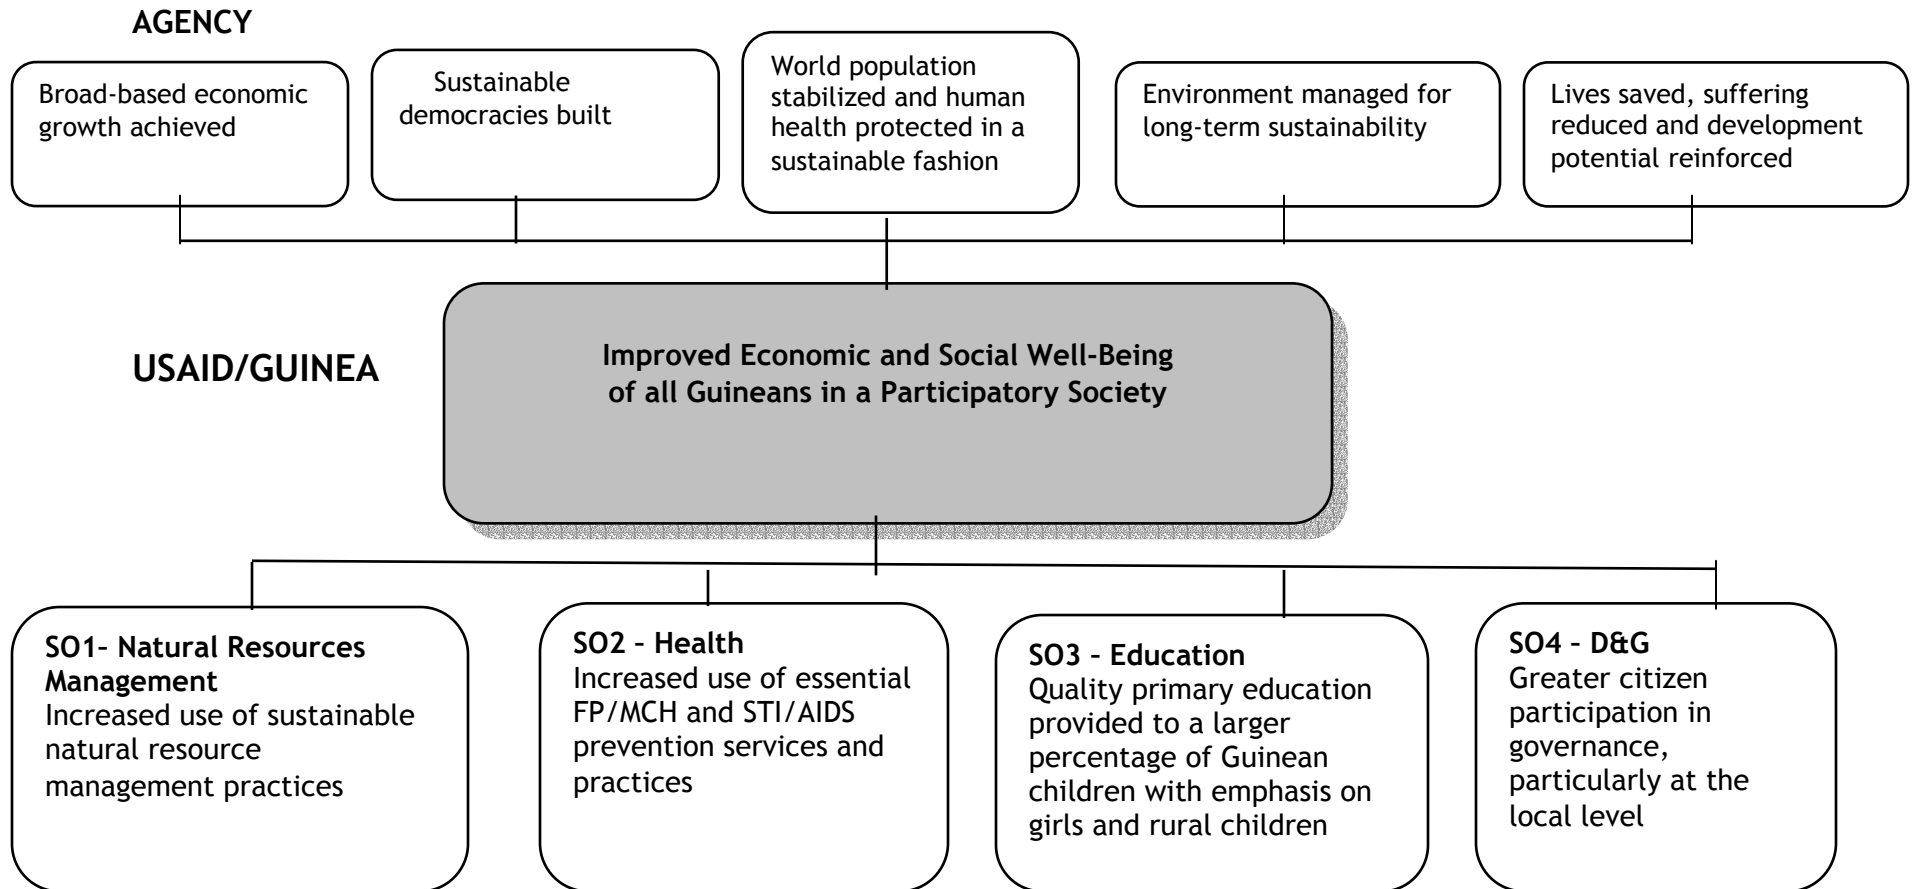 AGENCY
Broad-based economic
growth achieved
Sustainable
democracies built
World population
stabilized and human
health protected in a
sustainable fashion
Environment managed for
long-term sustainability
Lives saved, suffering
reduced and development
potential reinforced
USAID/GUINEA
Improved Economic and Social Well-Being
of all Guineans in a Participatory Society
SO1– Natural Resources
Management
Increased use of sustainable
natural resource
management practices
SO2 – Health
Increased use of essential
FP/MCH and STI/AIDS
prevention services and
practices
SO3 – Education
Quality primary education
provided to a larger
percentage of Guinean
children with emphasis on
girls and rural children
SO4 – D&G
Greater citizen
participation in
governance,
particularly at the
local level